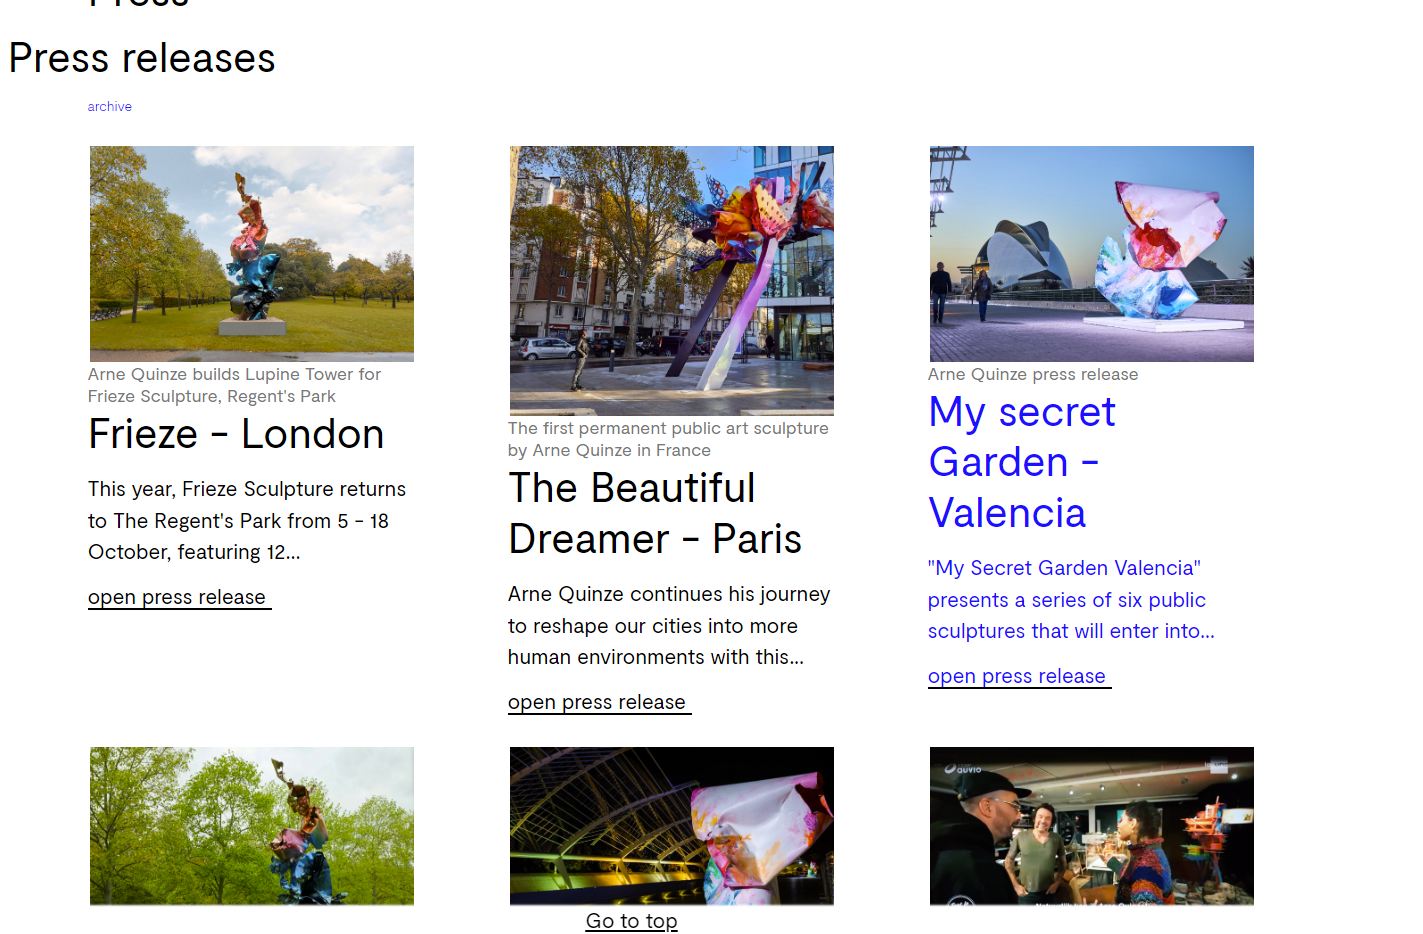 Press
Press releases
archive
Arne Quinze builds Lupine Tower for
Frieze Sculpture, Regent's Park
Frieze - London
This year, Frieze Sculpture returns
to The Regent's Park from 5 - 18
October, featuring 12...
open press release
The first permanent public art sculpture
by Arne Quinze in France
The Beautiful
Dreamer - Paris
Arne Quinze continues his journey
to reshape our cities into more
human environments with this...
open press release
Arne Quinze press release
My secret
Garden -
Valencia
"My Secret Garden Valencia"
presents a series of six public
sculptures that will enter into...
open press release
auvio
Go to top